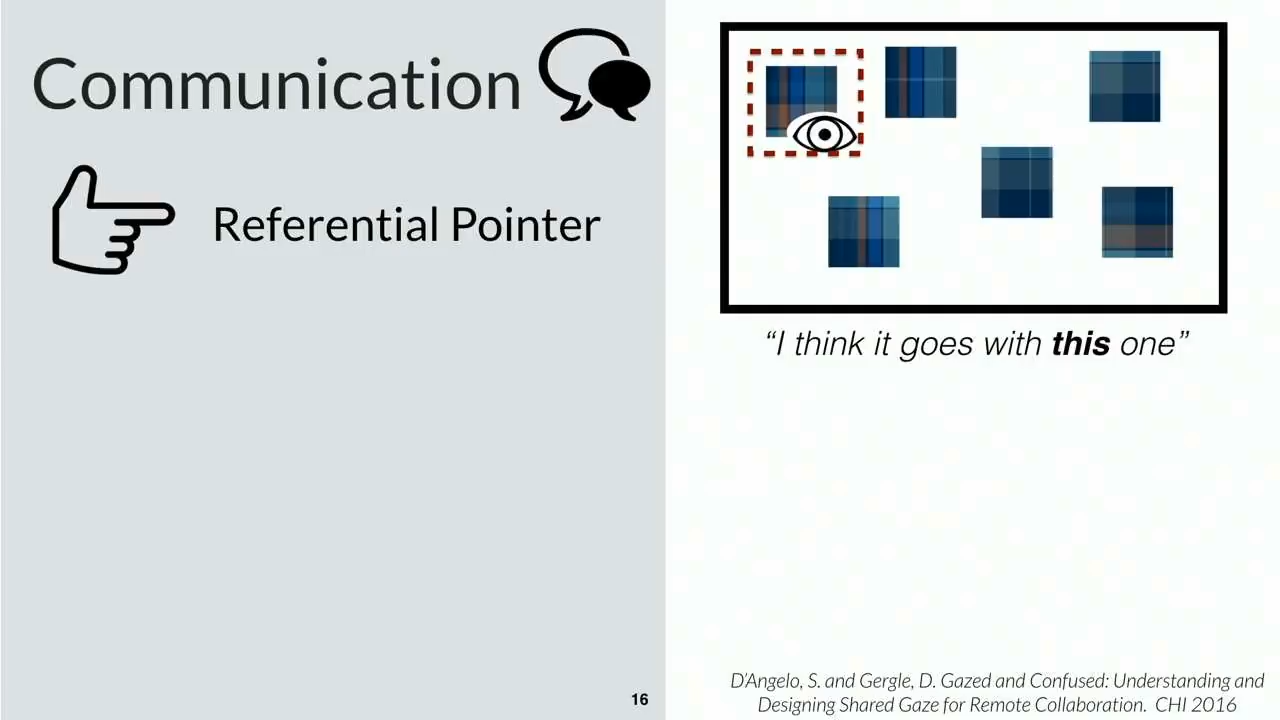 Communication
Referential Pointer
“I think it goes with this one”
D’Angelo, S. and Gergle, D. Gazed and Confused: Understanding and
Designing Shared Gaze for Remote Collaboration. CHI 2016
16